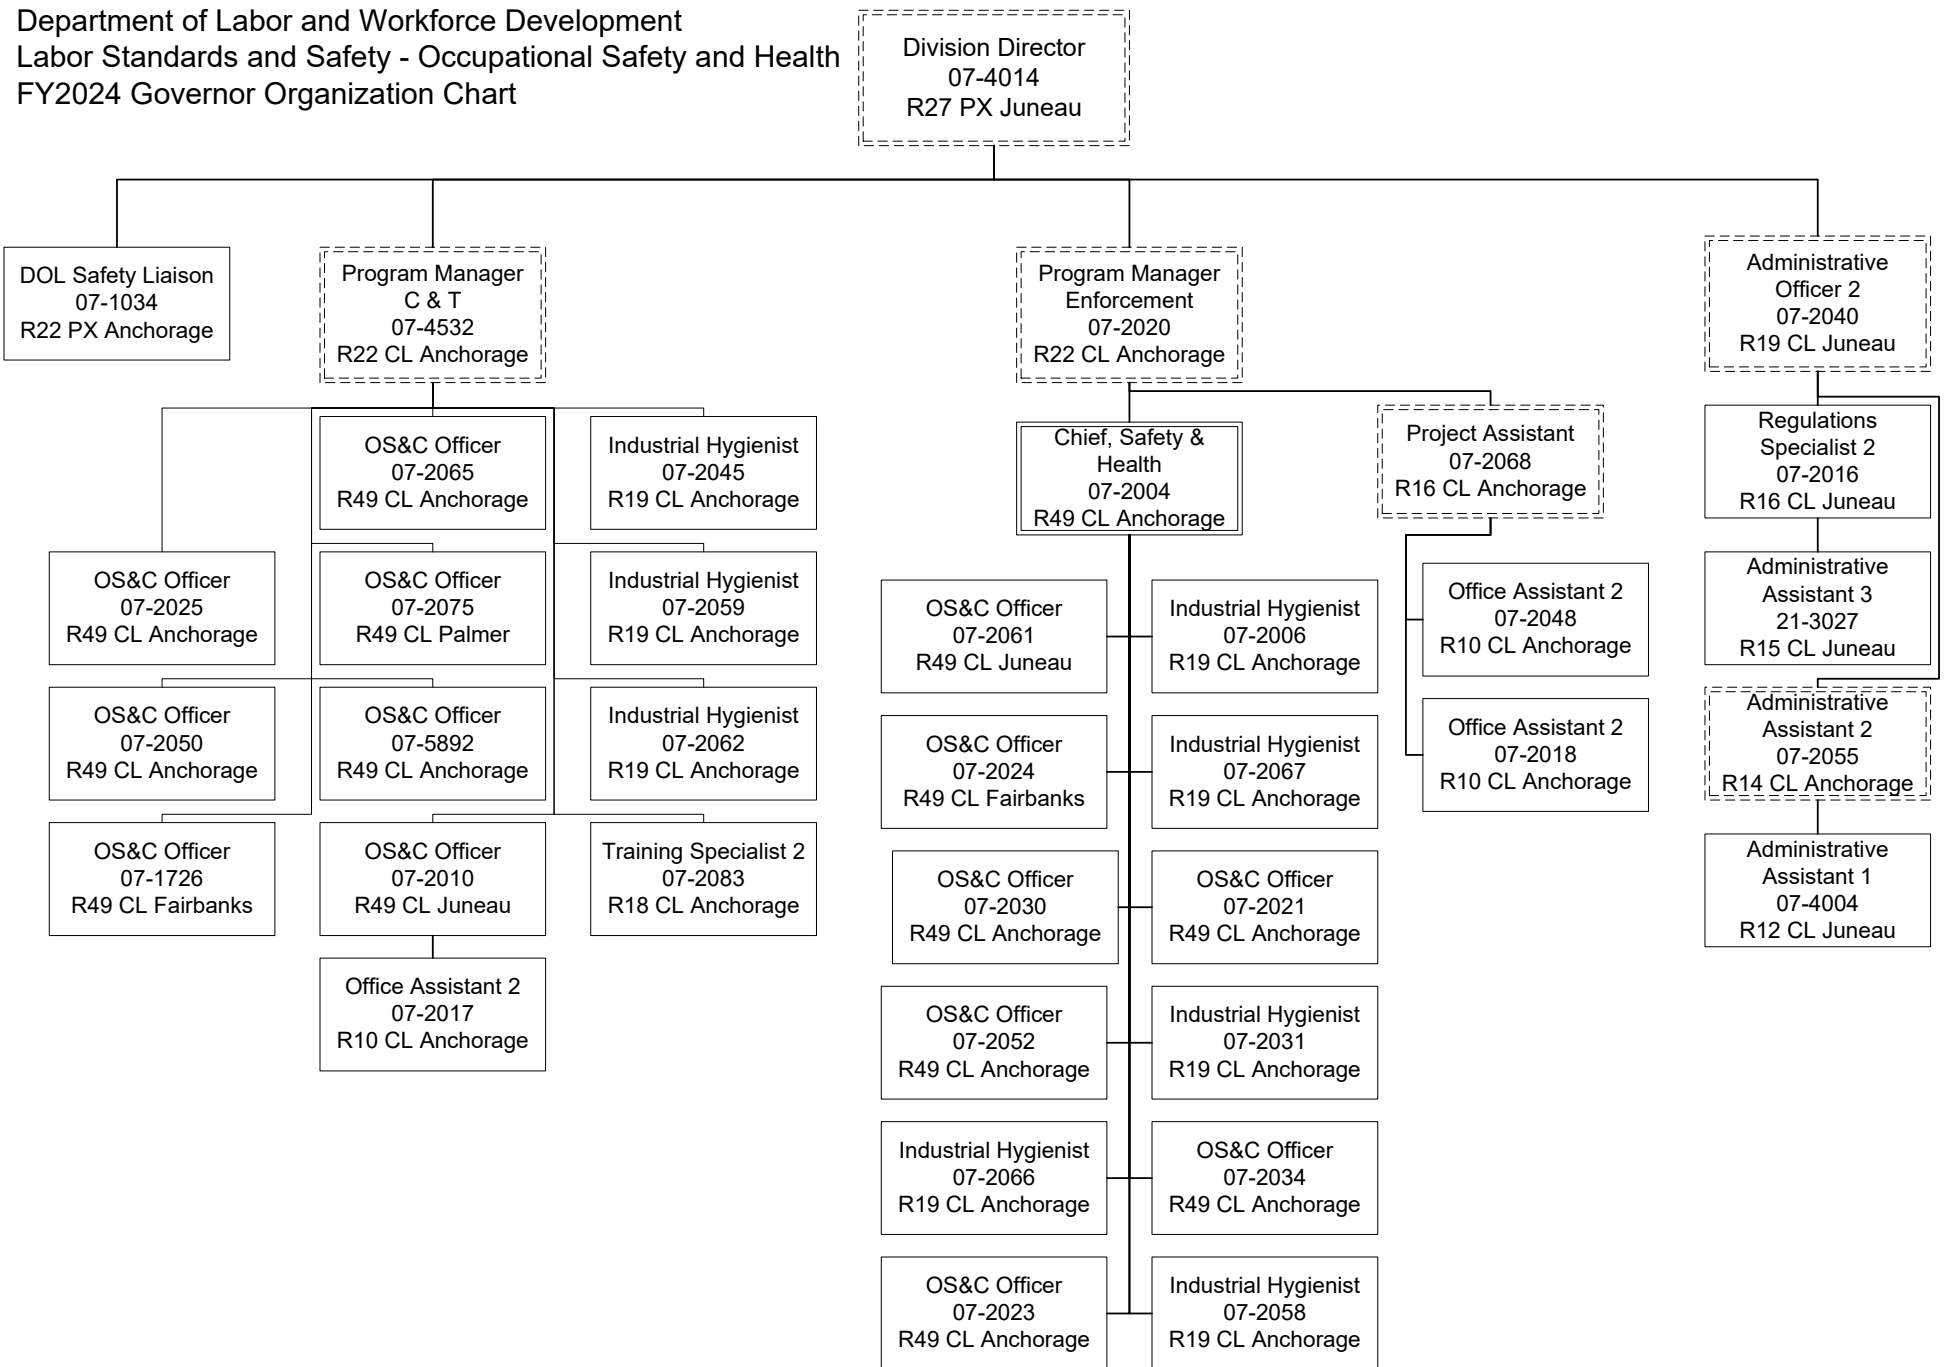 Department of Labor and Workforce Development
Labor Standards and Safety - Occupational Safety and Health
FY2024 Governor Organization Chart
Division Director
07-4014
R27 PX Juneau
DOL Safety Liaison
07-1034
R22 PX Anchorage
Program Manager
C & T
07-4532
R22 CL Anchorage
Program Manager
Enforcement
07-2020
R22 CL Anchorage
Administrative
Officer 2
07-2040
R19 CL Juneau
OS&C Officer
07-2065
R49 CL Anchorage
Industrial Hygienist
07-2045
R19 CL Anchorage
OS&C Officer
07-2025
R49 CL Anchorage
OS&C Officer
07-2075
R49 CL Palmer
Industrial Hygienist
07-2059
R19 CL Anchorage
OS&C Officer
07-2050
R49 CL Anchorage
OS&C Officer
07-5892
R49 CL Anchorage
Industrial Hygienist
07-2062
R19 CL Anchorage
OS&C Officer
07-1726
R49 CL Fairbanks
OS&C Officer
07-2010
R49 CL Juneau
Training Specialist 2
07-2083
R18 CL Anchorage
Office Assistant 2
07-2017
R10 CL Anchorage
Chief, Safety &
Health
07-2004
R49 CL Anchorage
Project Assistant
07-2068
R16 CL Anchorage
OS&C Officer
07-2061
R49 CL Juneau
Industrial Hygienist
07-2006
R19 CL Anchorage
OS&C Officer
07-2024
R49 CL Fairbanks
Industrial Hygienist
07-2067
R19 CL Anchorage
OS&C Officer
07-2030
R49 CL Anchorage
OS&C Officer
07-2021
R49 CL Anchorage
OS&C Officer
07-2052
R49 CL Anchorage
Industrial Hygienist
07-2031
R19 CL Anchorage
Industrial Hygienist
07-2066
R19 CL Anchorage
OS&C Officer
07-2034
R49 CL Anchorage
OS&C Officer
07-2023
R49 CL Anchorage
Industrial Hygienist
07-2058
R19 CL Anchorage
Office Assistant 2
07-2048
R10 CL Anchorage
Office Assistant 2
07-2018
R10 CL Anchorage
Regulations
Specialist 2
07-2016
R16 CL Juneau
Administrative
Assistant 3
21-3027
R15 CL Juneau
Administrative
Assistant 2
07-2055
R14 CL Anchorage
Administrative
Assistant 1
07-4004
R12 CL Juneau